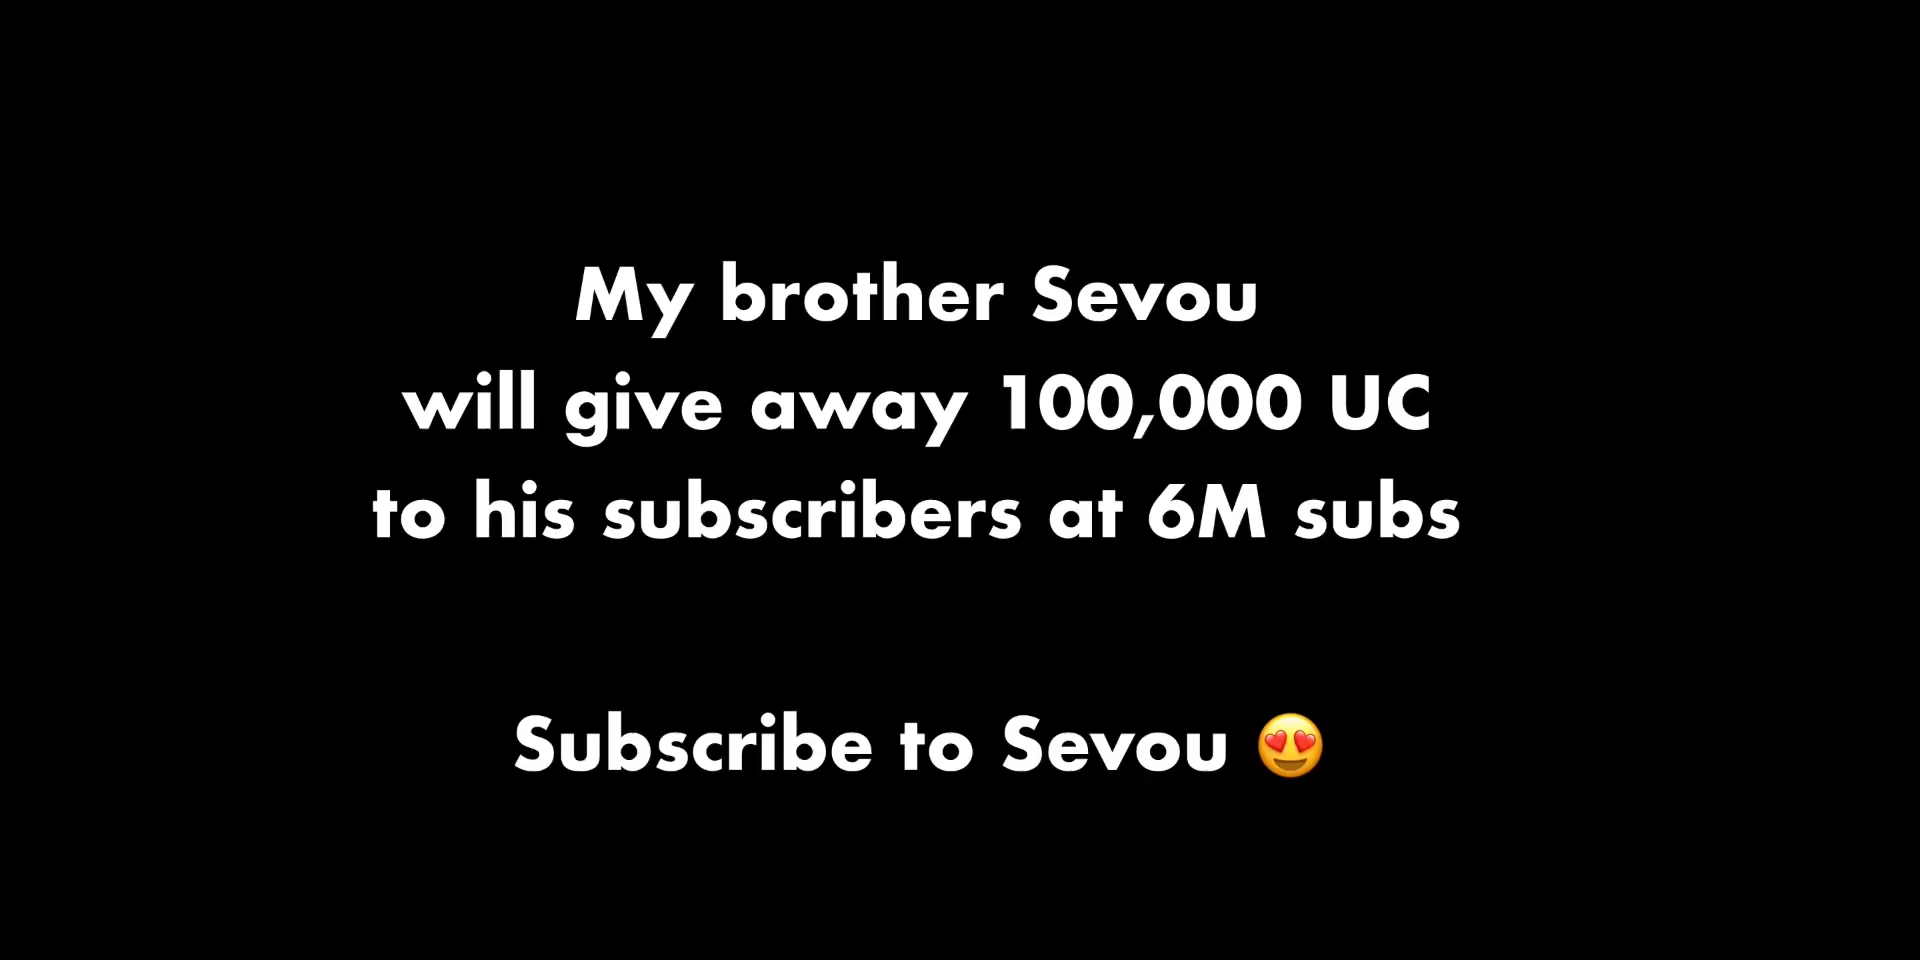 My brother Sevou
will give away 100,000 UC
to his subscribers at 6M subs
Subscribe to Sevou 😍